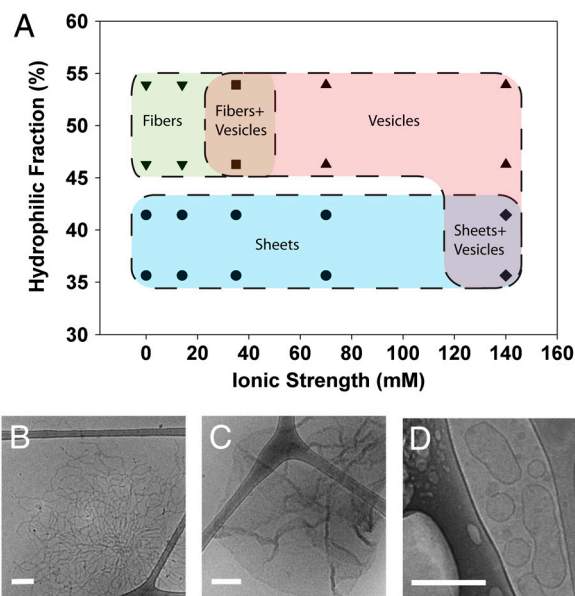 A
Hydrophilic Fraction (%)
60
55
50
45
40
35
30
Fibers
Fibers+
Vesicles
Vesicles
Sheets
Sheets+
Vesicles
0 20 40 60 80 100 120 140 160
Ionic Strength (mM)
B C D